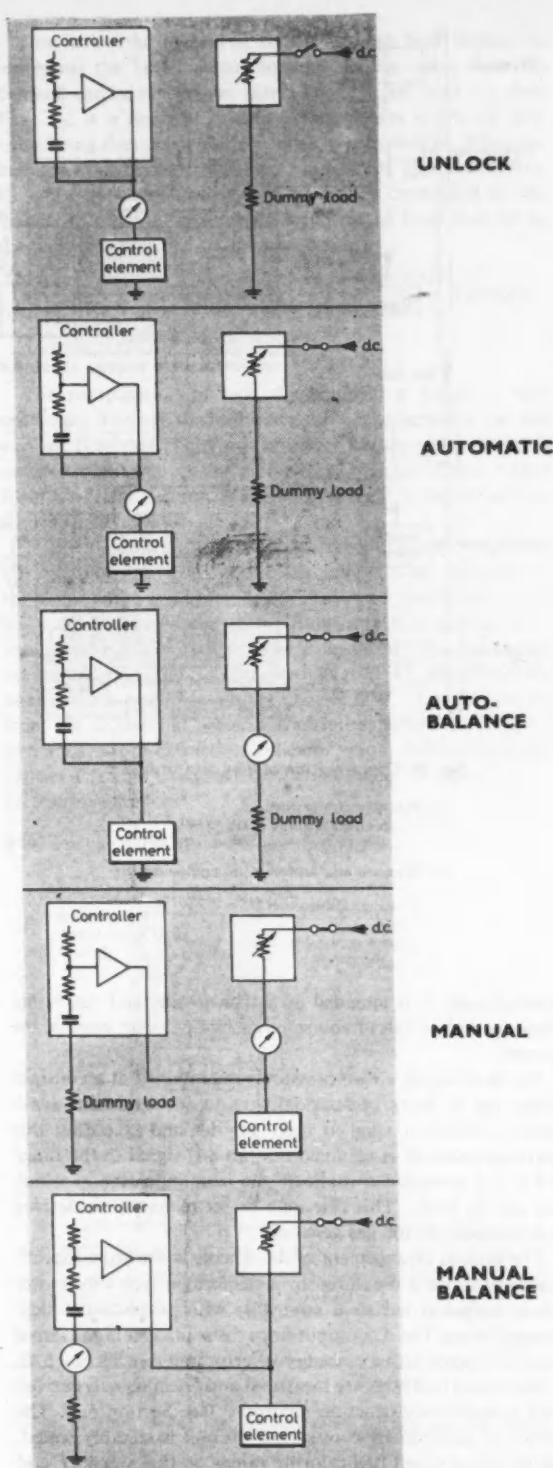 Controller
d.c.
UNLOCK
Dummy load
Control
element
Controller
d.c.
AUTOMATIC
Dummy load
Control
element
Controller
d.c.
AUTO-
BALANCE
Dummy load
Control
element
Controller
d.c.
MANUAL
Dummy load
Control
element
Controller
d.c.
MANUAL
BALANCE
Control
element